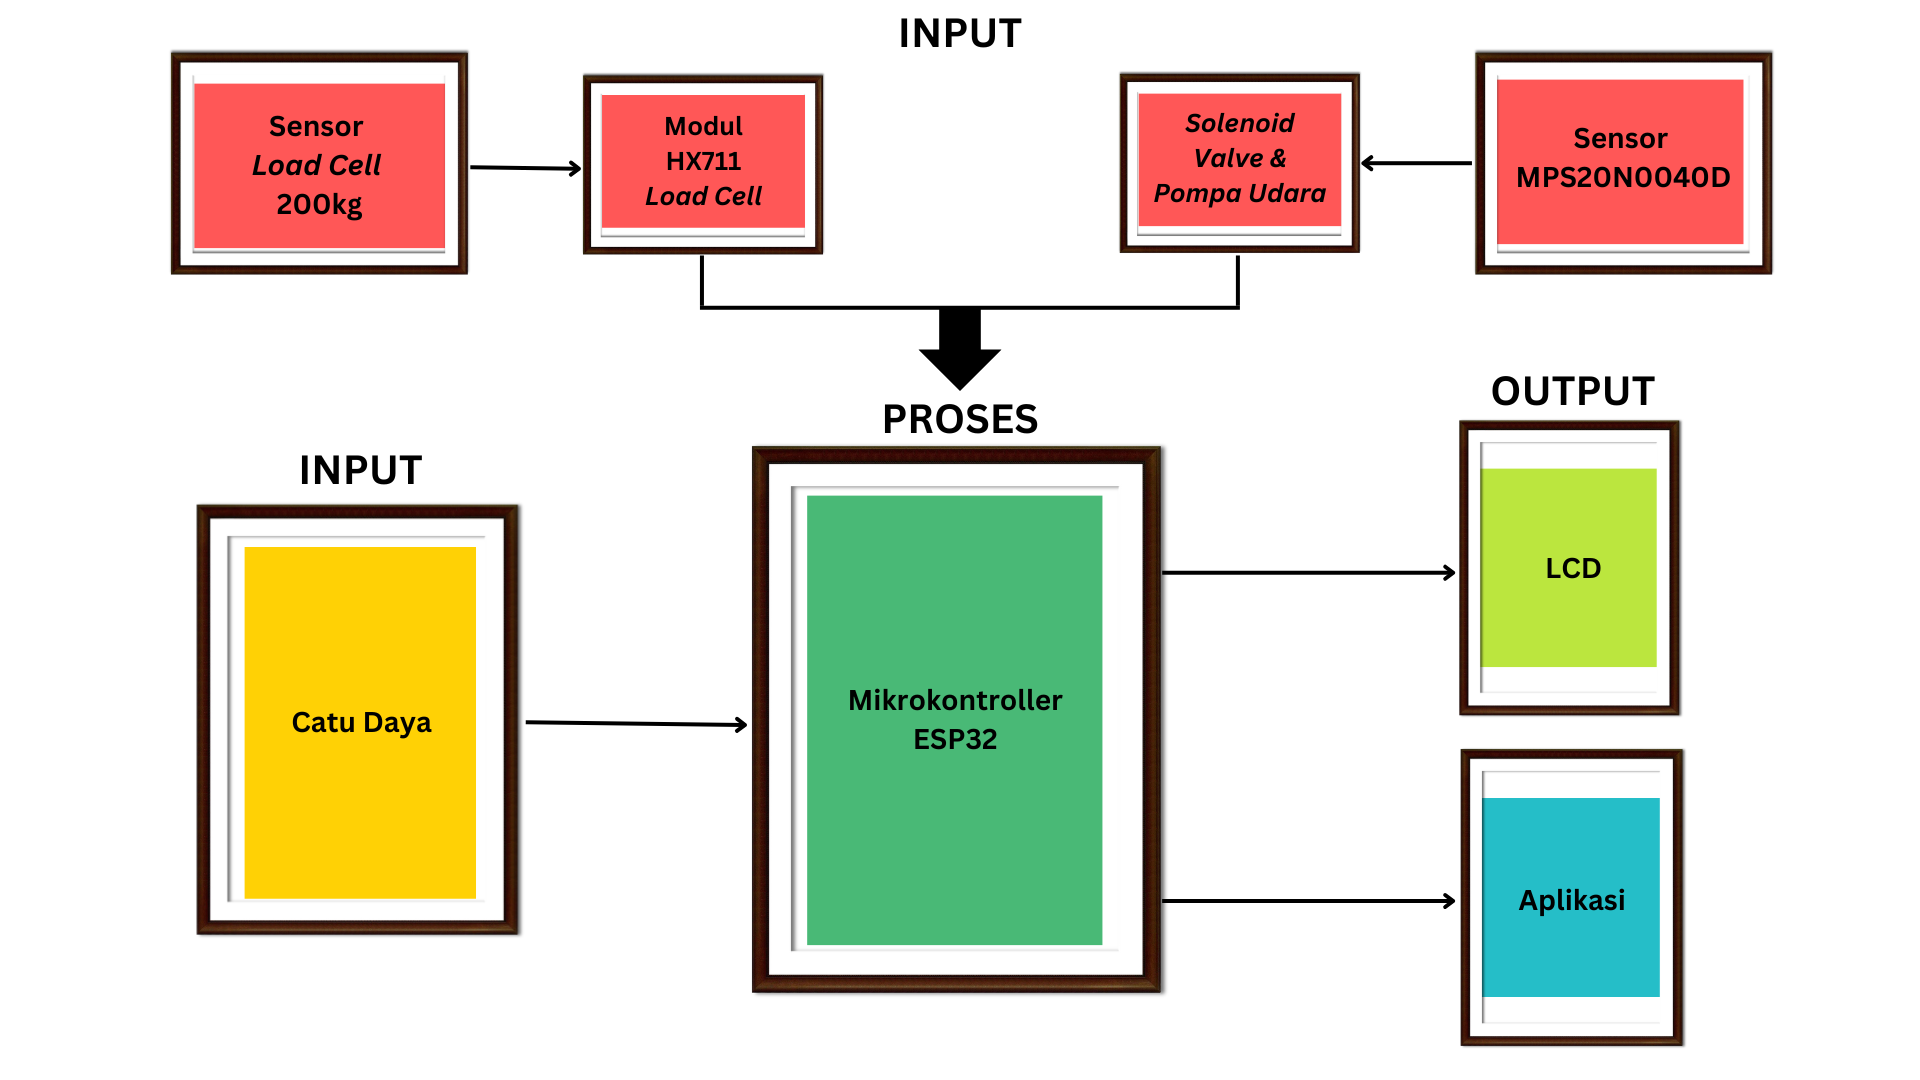 INPUT
Sensor
Load Cell
200kg
Modul
HX711
Load Cell
Solenoid
Valve &
Pompa Udara
Sensor
MPS20N0040D
PROSES
OUTPUT
INPUT
Catu Daya
Mikrokontroller
ESP32
LCD
Aplikasi